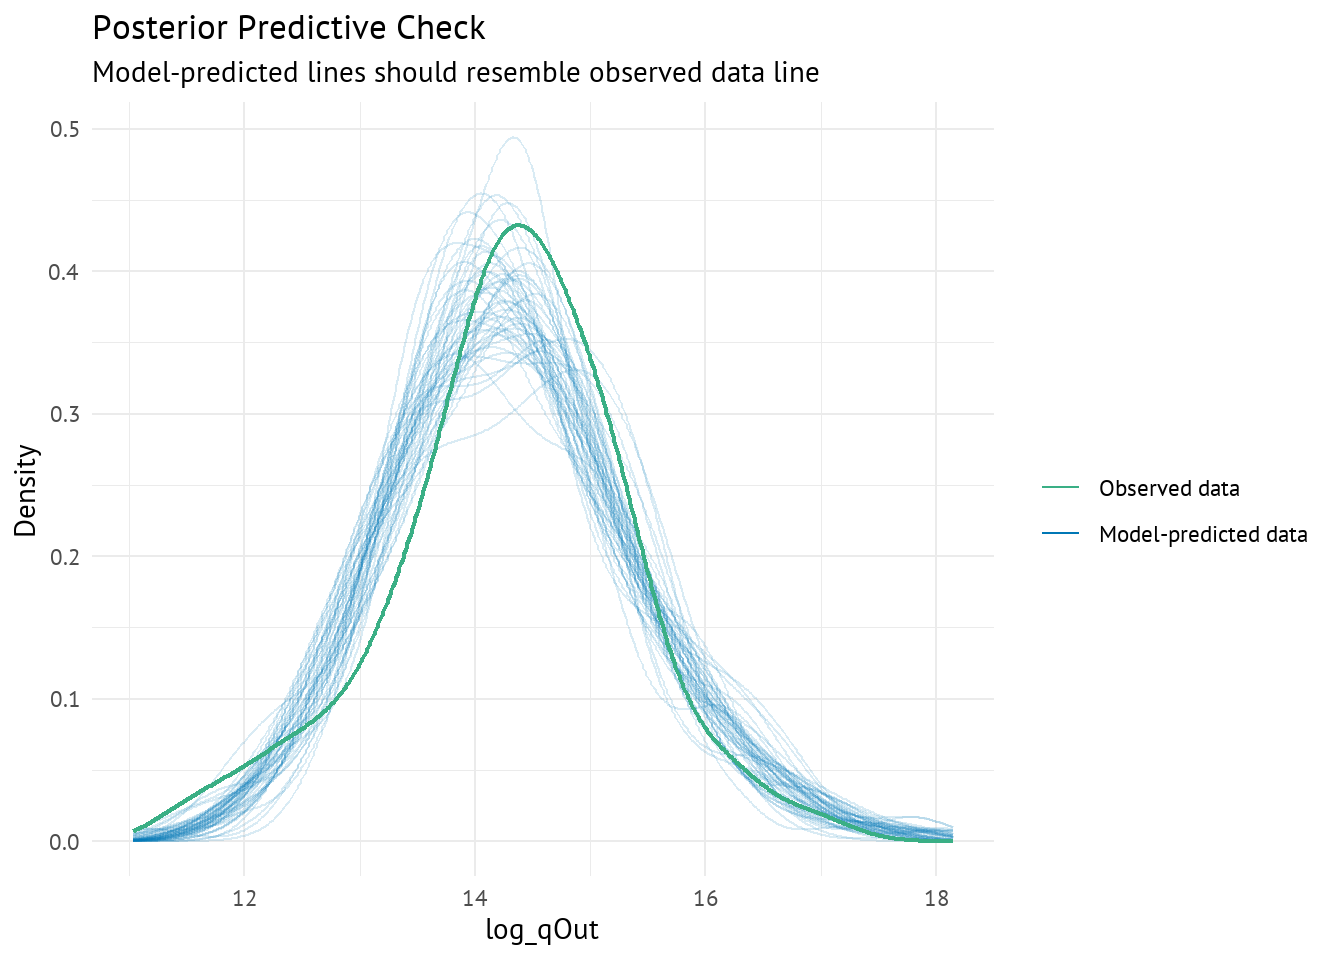 Posterior Predictive Check
Model-predicted lines should resemble observed data line
0.5
0.4
0.3
0.2
0.1
0.0
Density
12
14
16
18
log_qOut
Observed data
Model-predicted data